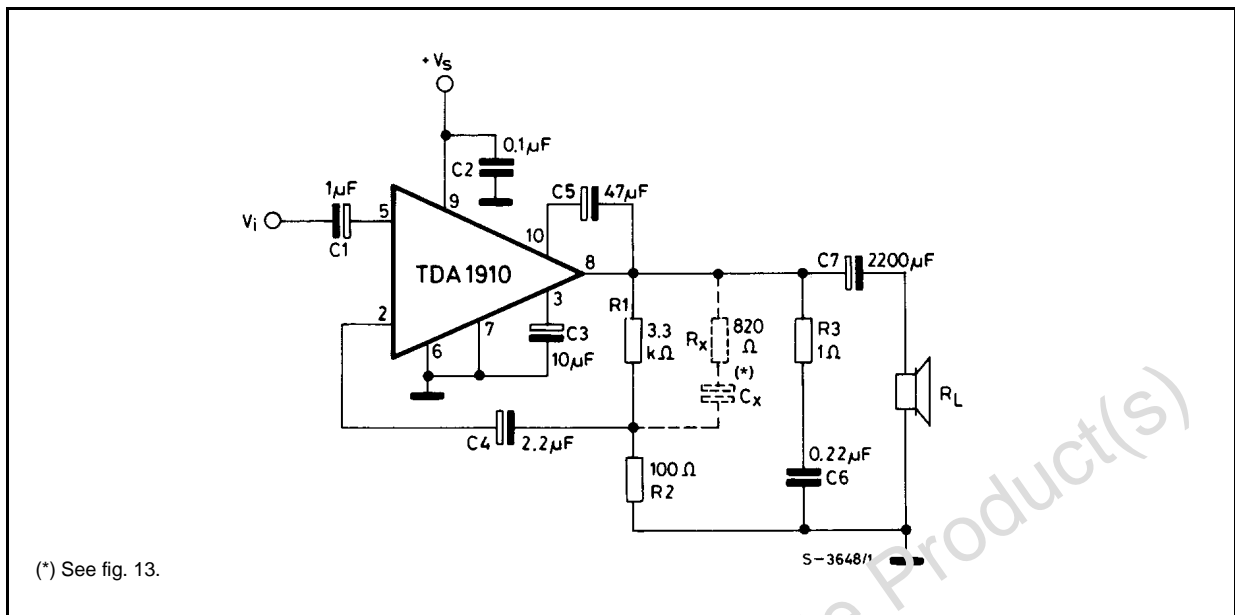 +Vs
0.1µF
C2
1µF
C5
47µF
5
9
Vi
10
C7
2200µF
C1
TDA1910
8
3
R1
2
7
C3
3.3
kΩ
Rx
820
Ω
R3
1Ω
6
10µF
(*)
Cx
RL
C4
2.2µF
100Ω
R2
0.22µF
C6
S-3648/1
(*) See fig. 13.
Product(s)